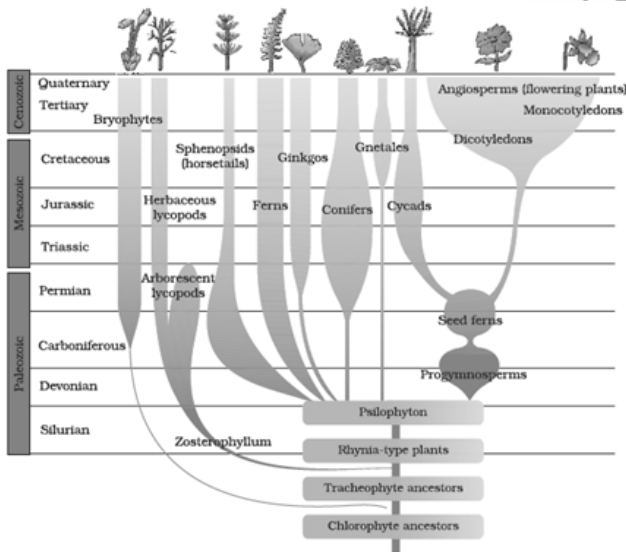 Cenozoic
Mesozoic
Paleozoic
Quaternary
Tertiary
Cretaceous
Jurassic
Triassic
Permian
Carboniferous
Devonian
Silurian
Bryophytes
Sphenopsids
(horsetails)
Herbaceous
lycopods
Arborescent
lycopods
Ferns
Ginkgos
Conifers
Gnetales
Cycads
Angiosperms (flowering plants)
Monocotyledons
Dicotyledons
Seed ferns
Progymnosperms
Psilophyton
Zosterophyllum
Rhynia-type plants
Tracheophyte ancestors
Chlorophyte ancestors